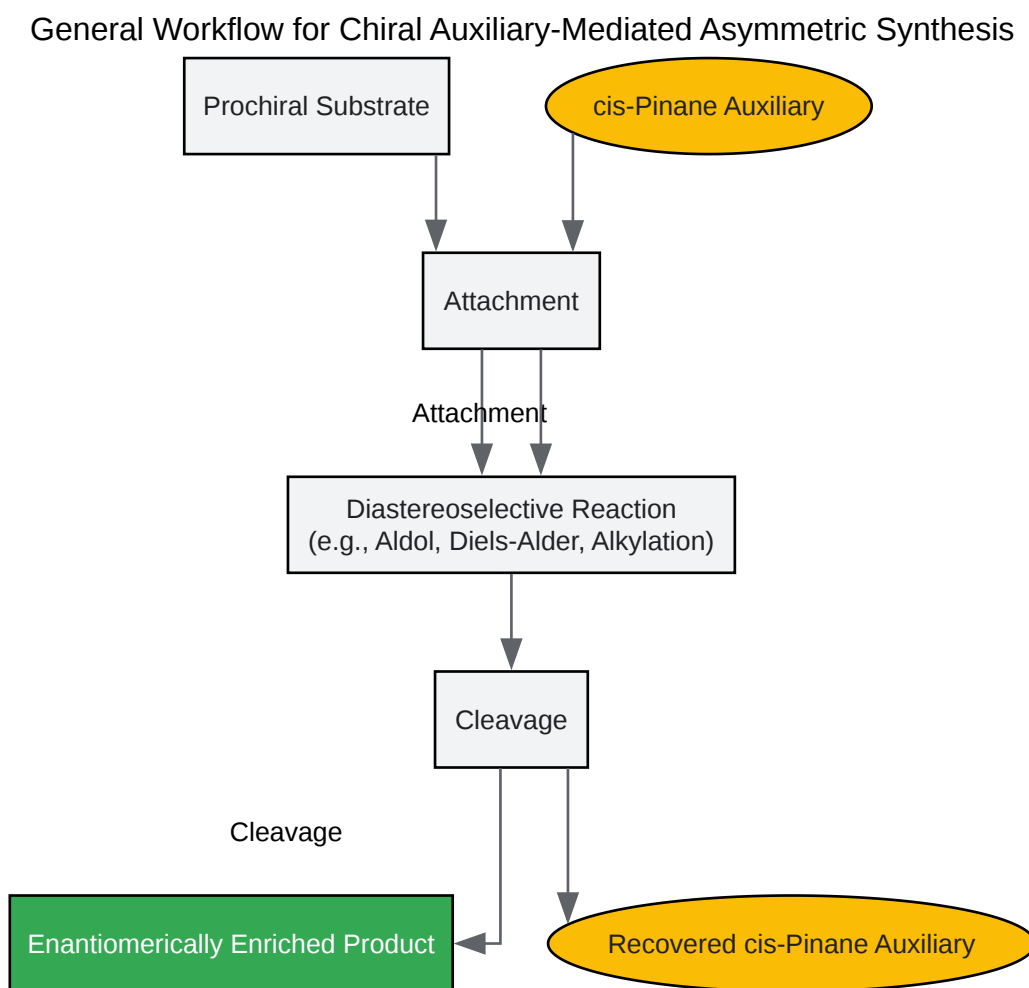 General Workflow for Chiral Auxiliary-Mediated Asymmetric Synthesis
Prochiral Substrate
cis-Pinane Auxiliary
Attachment
Attachment
Diastereoselective Reaction
(e.g., Aldol, Diels-Alder, Alkylation)
Cleavage
Cleavage
Enantiomerically Enriched Product
Recovered cis-Pinane Auxiliary